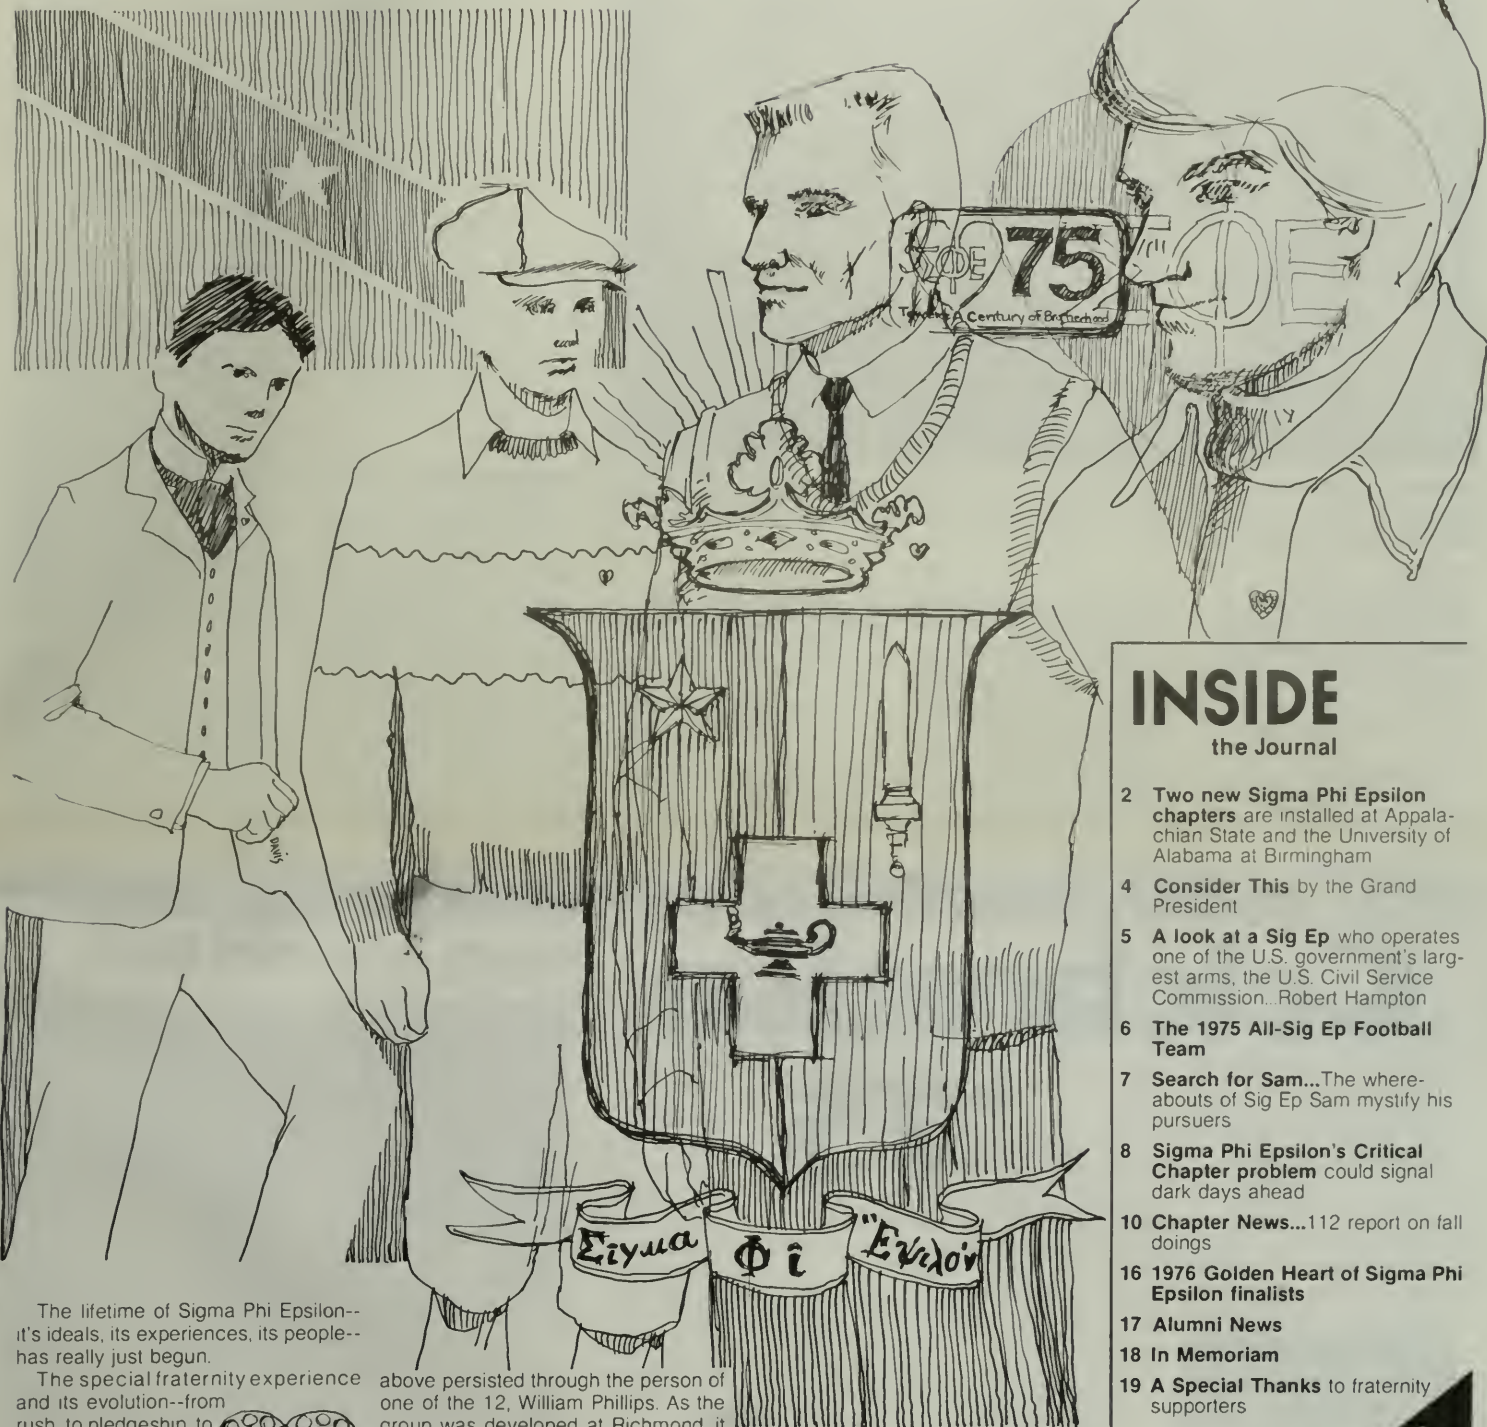 ΣΦΕ 75
Toward A Century of Brotherhood
ΣΦΕ
DAVIS
Σῖγμα Φῖ Ἐψιλόν
INSIDE
the Journal
2 Two new Sigma Phi Epsilon
chapters are installed at Appala-
chian State and the University of
Alabama at Birmingham
4 Consider This by the Grand
President
5 A look at a Sig Ep who operates
one of the U.S. government's larg-
est arms, the U.S. Civil Service
Commission...Robert Hampton
6 The 1975 All-Sig Ep Football
Team
7 Search for Sam...The where-
abouts of Sig Ep Sam mystify his
pursuers
8 Sigma Phi Epsilon's Critical
Chapter problem could signal
dark days ahead
10 Chapter News...112 report on fall
doings
16 1976 Golden Heart of Sigma Phi
Epsilon finalists
17 Alumni News
18 In Memoriam
19 A Special Thanks to fraternity
supporters
The lifetime of Sigma Phi Epsilon--
it's ideals, its experiences, its people--
has really just begun.
The special fraternity experience
and its evolution--from
rush to pledgeship to
above persisted through the person of
one of the 12, William Phillips. As the
group was developed at Richmond, it